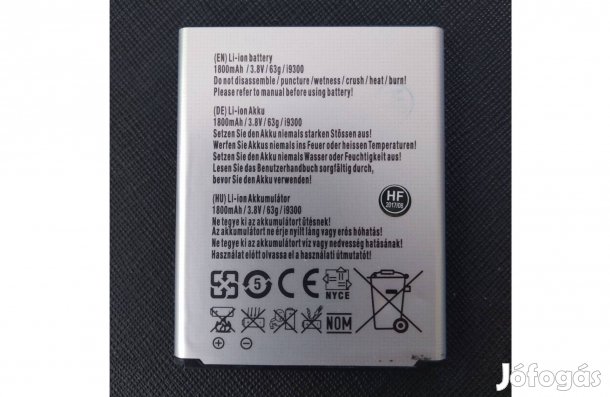 (EN) Li-ion battery
1800mAh / 3.8V / 63g / i9300
Do not disassemble / puncture / wetness / crush / heat / burn!
Please refer to manual before using battery!
(DE) Li-ion Akku
1800mAh / 3.8V / 63g / i9300
Setzen Sie den Akku niemals starken Stössen aus!
Werfen Sie Akkus niemals ins Feuer oder heissen Temperaturen!
Setzen Sie den Akku niemals Wasser oder Feuchtigkeit aus!
Lesen Sie das Benutzerhandbuch sorgfältig durch,
bevor Sie den Akku verwenden!
(HU) Li-ion Akkumulátor
1800mAh / 3.8V / 63g / i9300
Ne tegye ki az akkumulátort ütésnek!
Az akkumulátort ne érje nyílt láng vagy erős hőhatás!
Ne tegye ki az akkumulátort víz vagy nedvesség hatásának!
Használat előtt olvassa el a használati útmutatót!
HF
2017/08
5
CE
NYCE
NOM
Jófogás